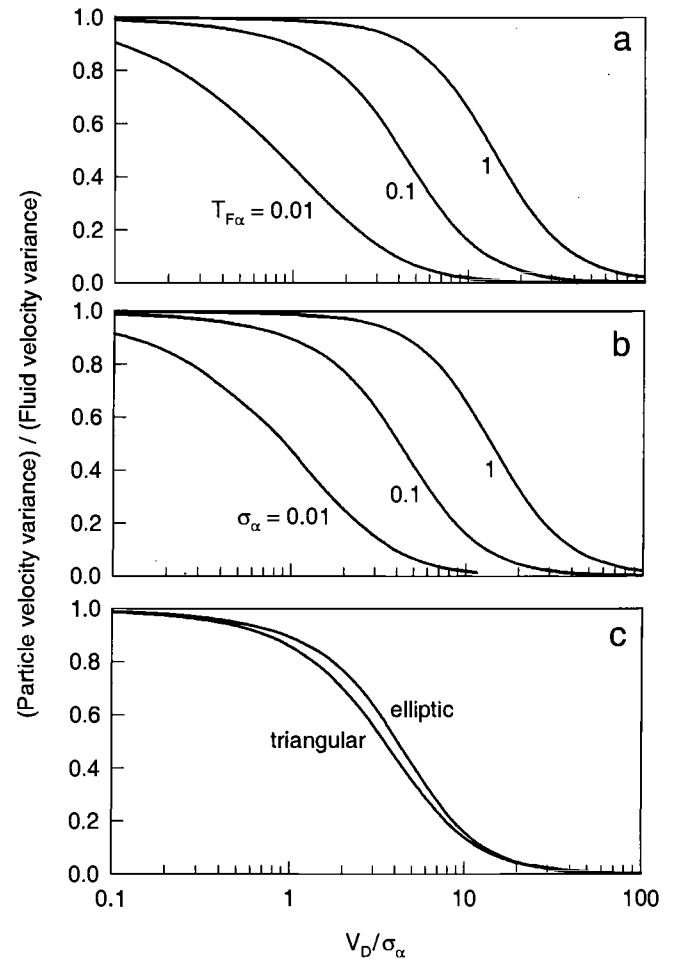 (Particle velocity variance) / (Fluid velocity variance)
1.0
0.8
0.6
0.4
0.2
0.0
a
T_Fα = 0.01
0.1
1
1.0
0.8
0.6
0.4
0.2
0.0
b
σ_α = 0.01
0.1
1
1.0
0.8
0.6
0.4
0.2
0.0
c
elliptic
triangular
0.1 1 10 100
V_D/σ_α